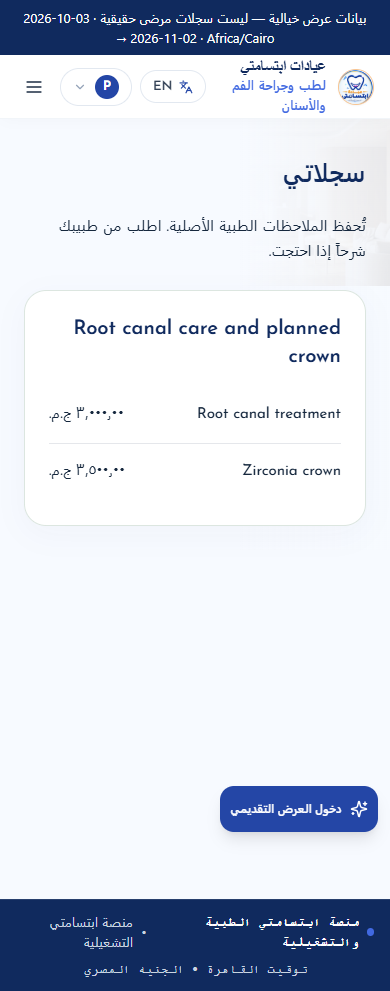 بيانات عرض خيالية — ليست سجلات مرضى حقيقية · 03-10-2026
→ 2026-11-02 · Africa/Cairo
عيادات ابتسامتي
لطب وجراحة الفم
والأسنان
EN
P
سجلاتي
تُحفظ الملاحظات الطبية الأصلية. اطلب من طبيبك
شرحاً إذا احتجت.
Root canal care and planned
crown
Root canal treatment
٣٬٠٠٠٫٠٠ ج.م.
Zirconia crown
٣٬٥٠٠٫٠٠ ج.م.
دخول العرض التقديمي
منصة ابتسامتي الطبية
والتشغيلية
• منصة ابتسامتي
التشغيلية
توقيت القاهرة • الجنيه المصري